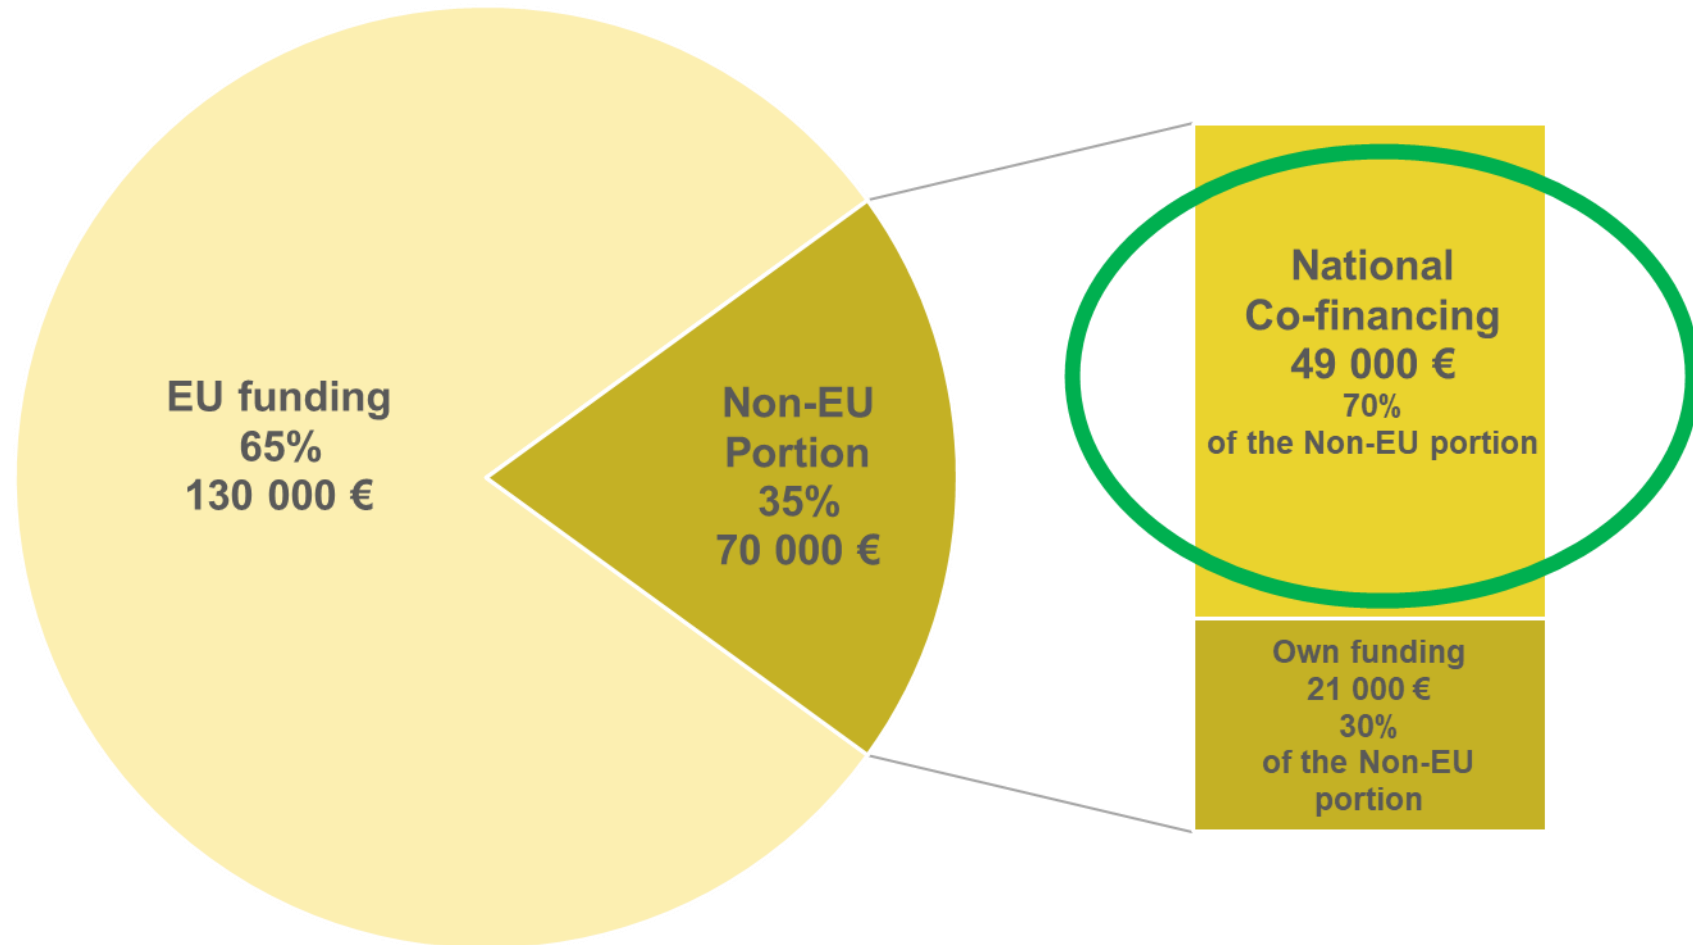 EU funding
65%
130 000 €
Non-EU
Portion
35%
70 000 €
National
Co-financing
49 000 €
70%
of the Non-EU portion
Own funding
21 000 €
30%
of the Non-EU
portion